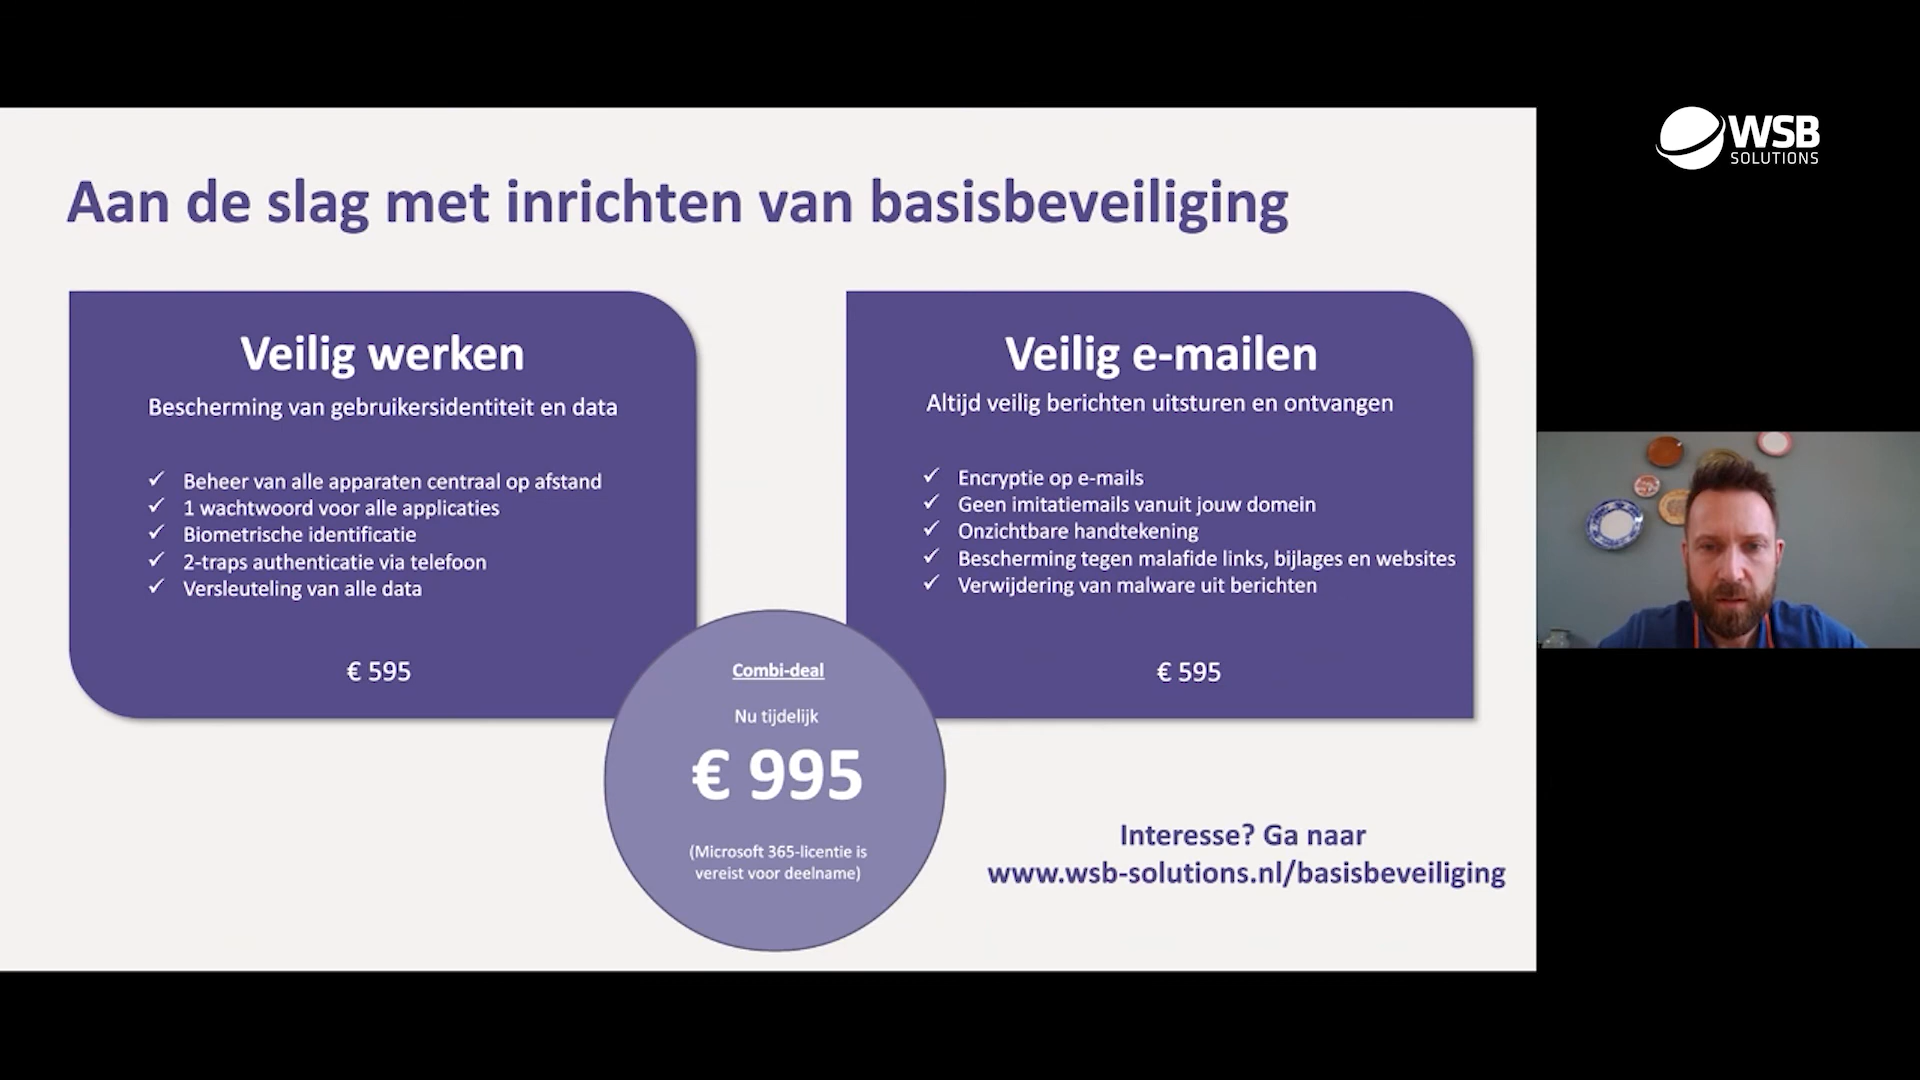 WSB
SOLUTIONS
Aan de slag met inrichten van basisbeveiliging
Veilig werken
Bescherming van gebruikersidentiteit en data
✓ Beheer van alle apparaten centraal op afstand
✓ 1 wachtwoord voor alle applicaties
✓ Biometrische identificatie
✓ 2-traps authenticatie via telefoon
✓ Versleuteling van alle data
€ 595
Veilig e-mailen
Altijd veilig berichten uitsturen en ontvangen
✓ Encryptie op e-mails
✓ Geen imitatiemails vanuit jouw domein
✓ Onzichtbare handtekening
✓ Bescherming tegen malafide links, bijlages en websites
✓ Verwijdering van malware uit berichten
€ 595
Combi-deal
Nu tijdelijk
€ 995
(Microsoft 365-licentie is
vereist voor deelname)
Interesse? Ga naar
www.wsb-solutions.nl/basisbeveiliging